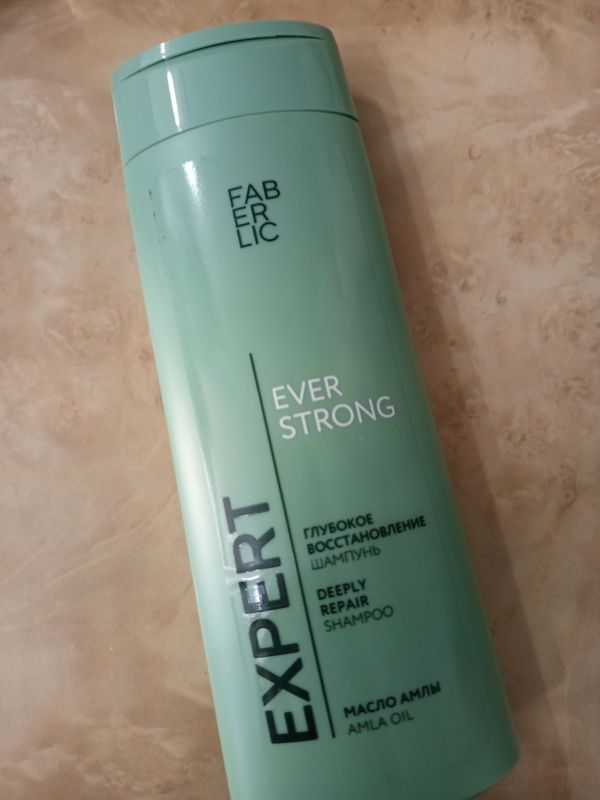 FAB
ER
LIC
EVER
STRONG
EXPERT
ГЛУБОКОЕ
ВОССТАНОВЛЕНИЕ
ШАМПУНЬ
DEEPLY
REPAIR
SHAMPOO
МАСЛО АМЛЫ
AMLA OIL